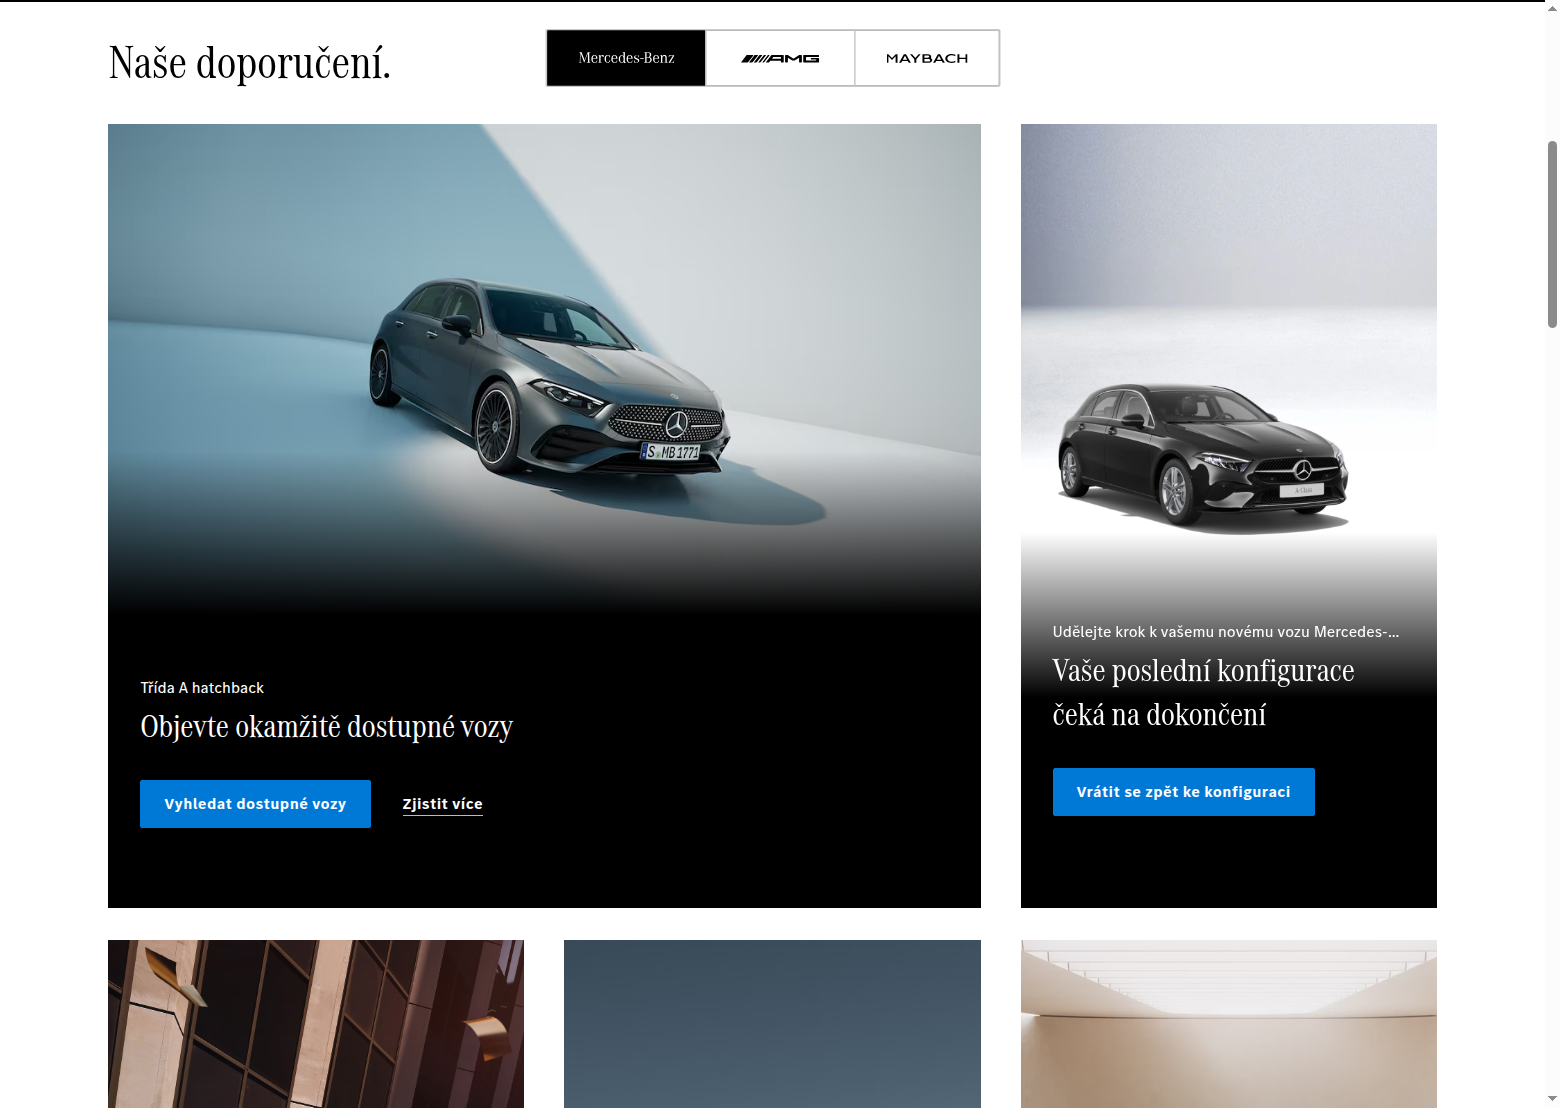 Naše doporučení.
Mercedes-Benz
AMG
MAYBACH
S MB 1771
A-Class
Třída A hatchback
Objevte okamžitě dostupné vozy
Vyhledat dostupné vozy
Zjistit více
Udělejte krok k vašemu novému vozu Mercedes-...
Vaše poslední konfigurace
čeká na dokončení
Vrátit se zpět ke konfiguraci